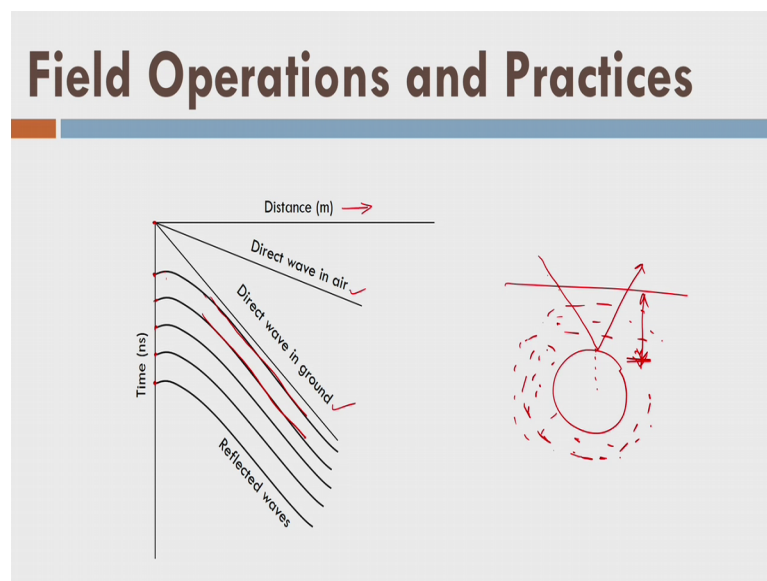 Field Operations and Practices
Distance (m)
Direct wave in air
Direct wave in ground
Time (ns)
Reflected waves